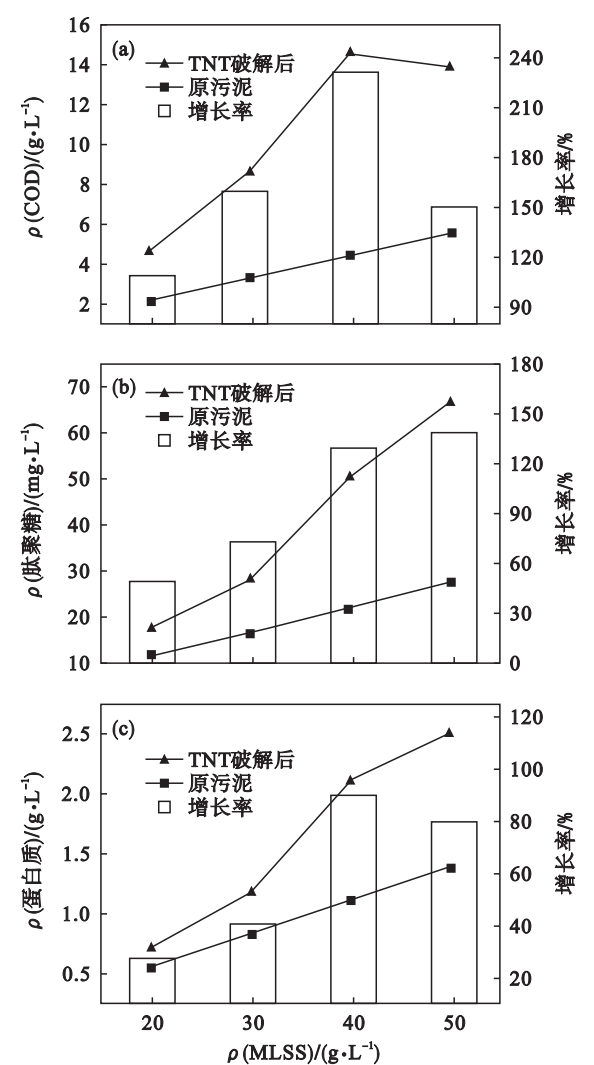 (a)
TNT破解后
原污泥
增长率
ρ(COD)/(g•L⁻¹)
16
14
12
10
8
6
4
2
240
210
180
150
120
90
增长率/%
(b)
TNT破解后
原污泥
增长率
ρ(肽聚糖)/(mg•L⁻¹)
70
60
50
40
30
20
10
180
150
120
90
60
30
0
增长率/%
(c)
TNT破解后
原污泥
增长率
ρ(蛋白质)/(g•L⁻¹)
2.5
2.0
1.5
1.0
0.5
120
100
80
60
40
20
增长率/%
20 30 40 50
ρ(MLSS)/(g•L⁻¹)